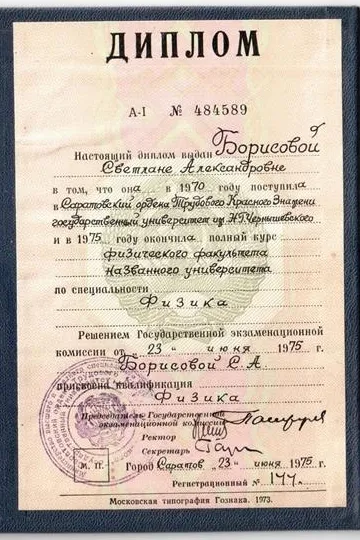 ДИПЛОМ
А-I № 484589
Настоящий диплом выдан Борисовой
Светлане Александровне
в том, что она в 1970 году поступила
в Саратовский ордена Трудового Красного Знамени
государственный университет им. Н.Г. Чернышевского
и в 1975 году окончила полный курс
физического факультета
названного университета
по специальности
Физика
Решением Государственной экзаменационной
комиссии от „23" июня 1975 г.
Борисовой С. А.
присвоена квалификация
Физика
Председатель Государственной
экзаменационной комиссии
Ректор
Секретарь
М. П.
Город Саратов „23" июня 1975 г.
Регистрационный № 144.
Московская типография Гознака. 1973.